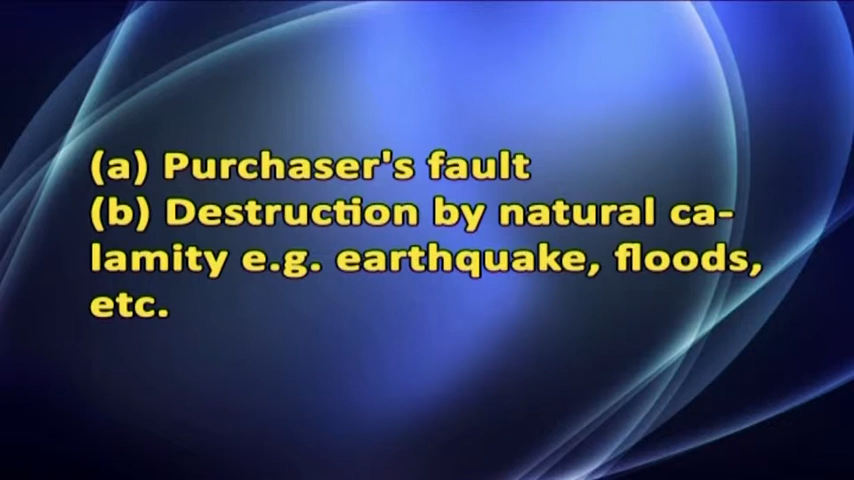 (a) Purchaser's fault
(b) Destruction by natural ca-
lamity e.g. earthquake, floods,
etc.